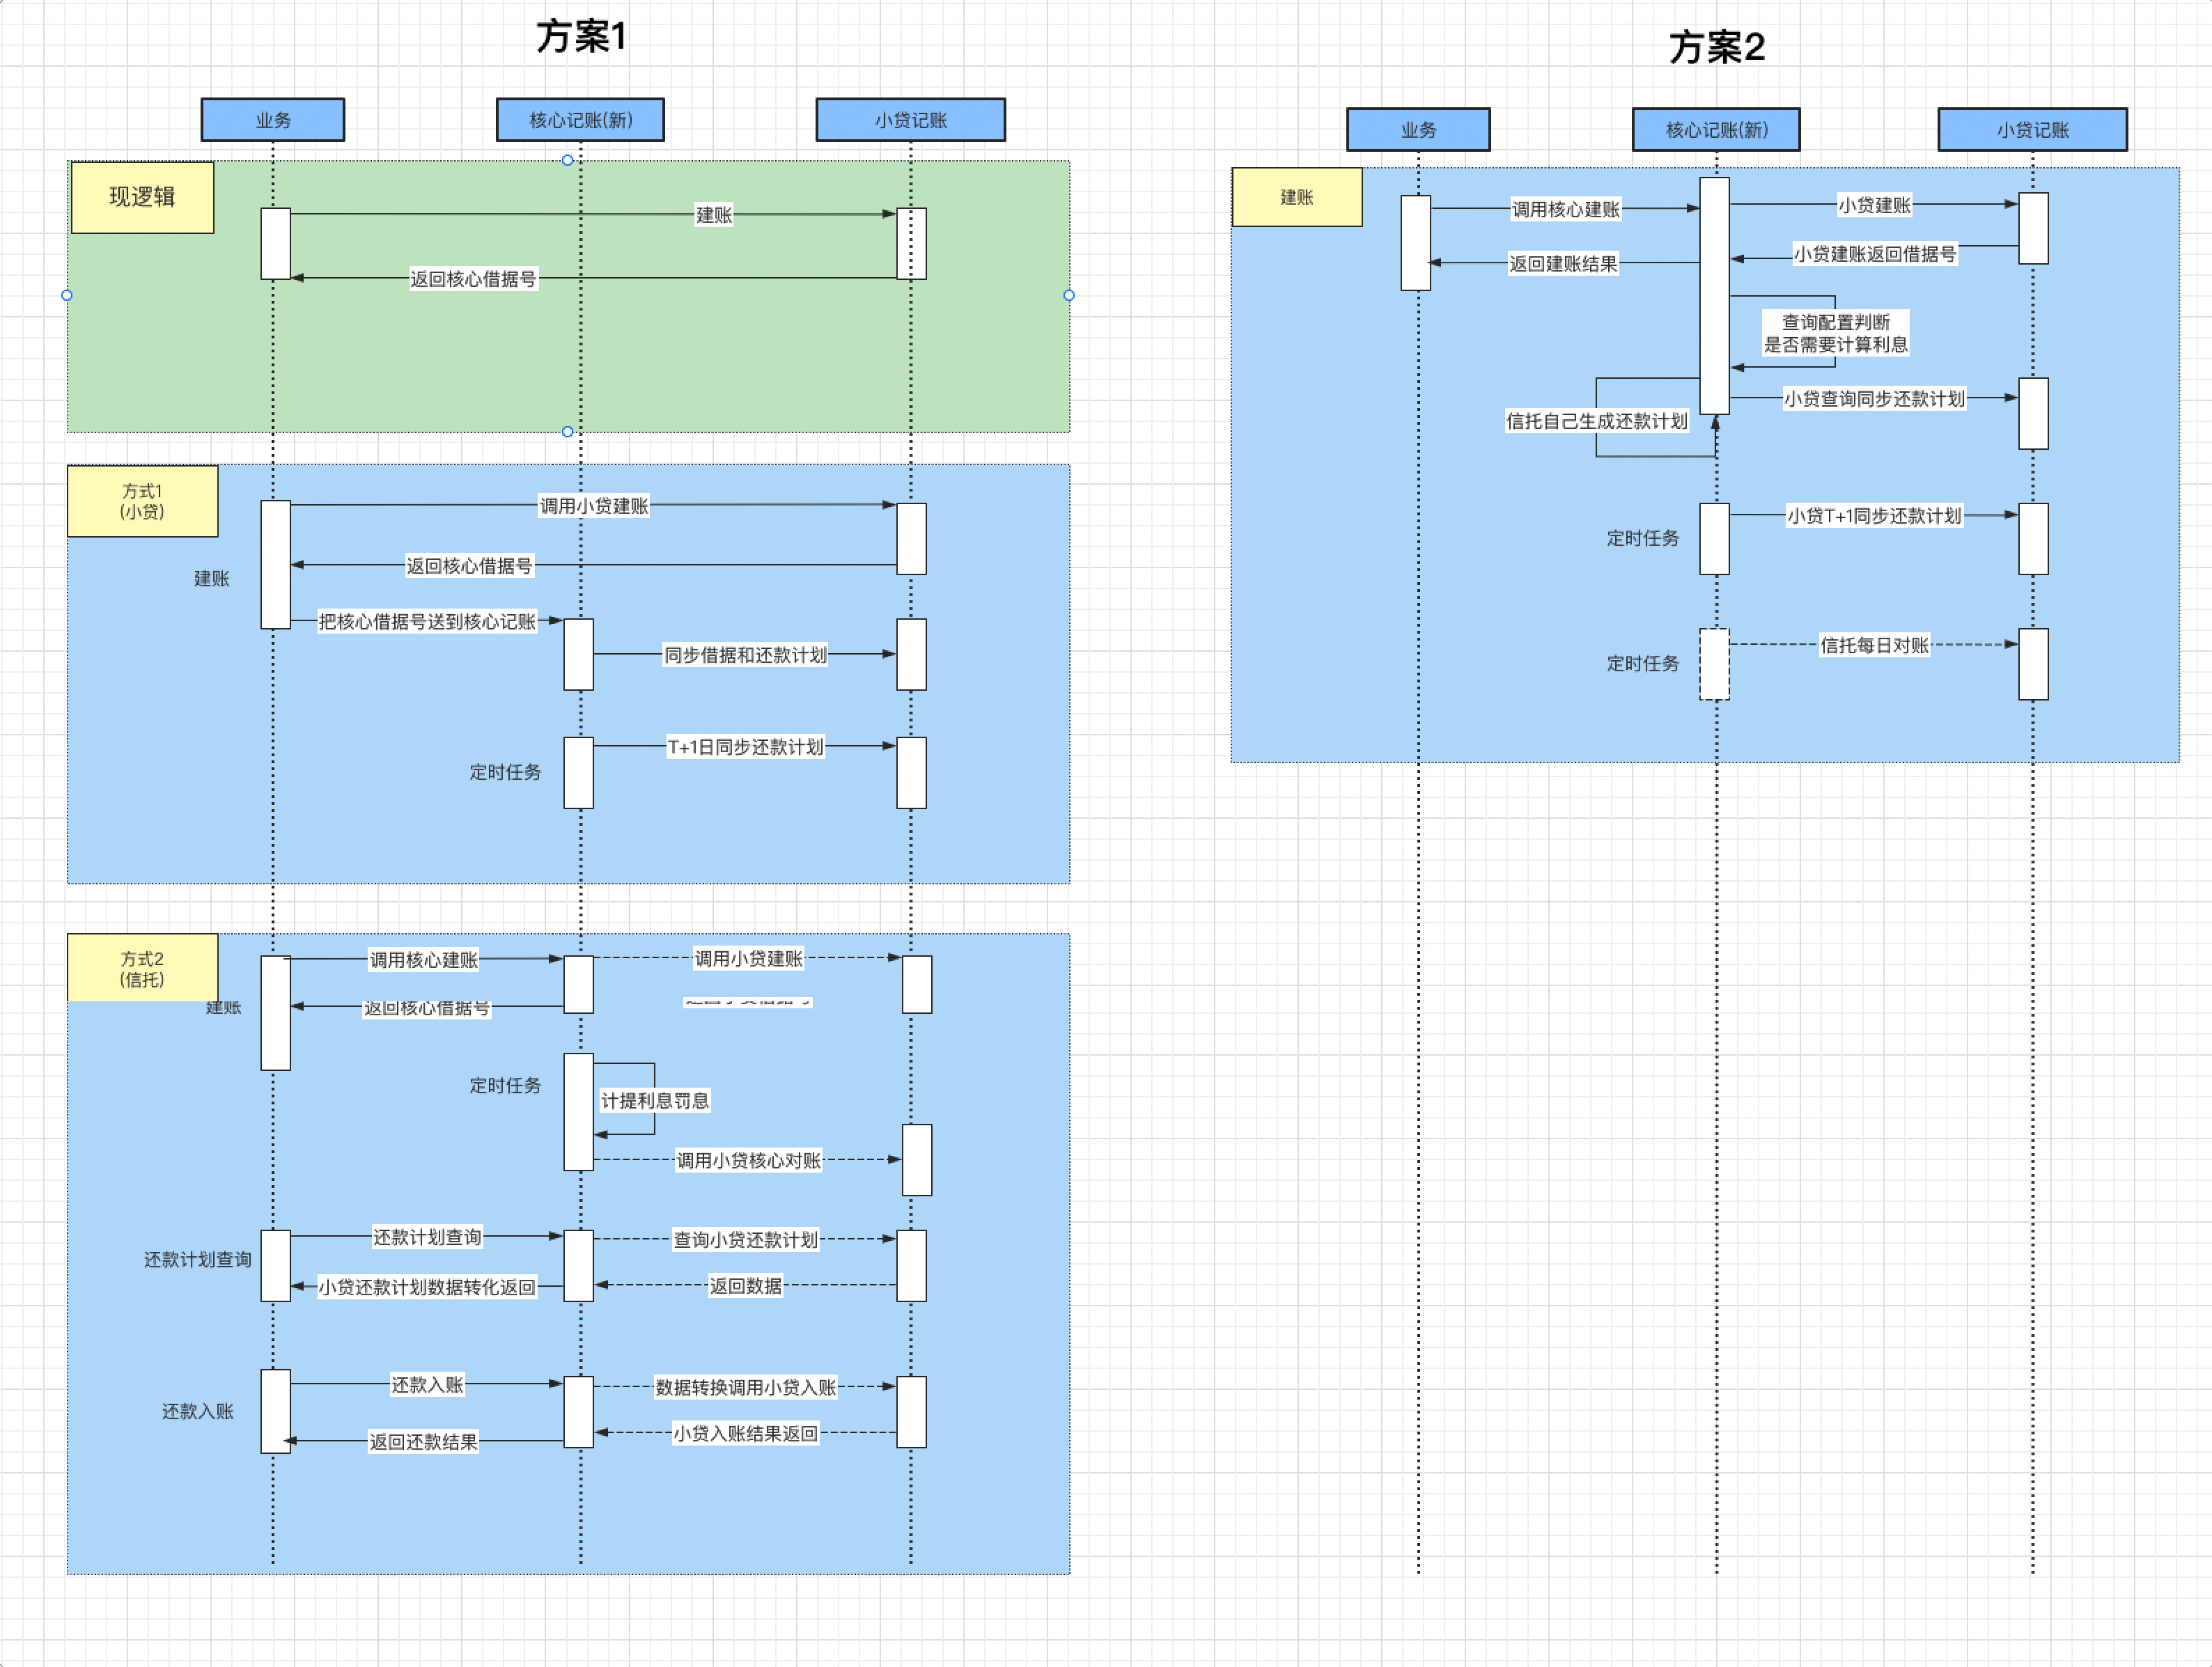 方案1
业务
核心记账(新)
小贷记账
现逻辑
建账
返回核心借据号
方式1
(小贷)
调用小贷建账
返回核心借据号
建账
把核心借据号送到核心记账
同步借据和还款计划
T+1日同步还款计划
定时任务
方式2
(信托)
调用核心建账
调用小贷建账
建账
返回核心借据号
定时任务
计提利息罚息
调用小贷核心对账
还款计划查询
查询小贷还款计划
还款计划查询
小贷还款计划数据转化返回
返回数据
还款入账
数据转换调用小贷入账
还款入账
返回还款结果
小贷入账结果返回
方案2
业务
核心记账(新)
小贷记账
建账
调用核心建账
小贷建账
返回建账结果
小贷建账返回借据号
查询配置判断
是否需要计算利息
小贷查询同步还款计划
信托自己生成还款计划
小贷T+1同步还款计划
定时任务
信托每日对账
定时任务